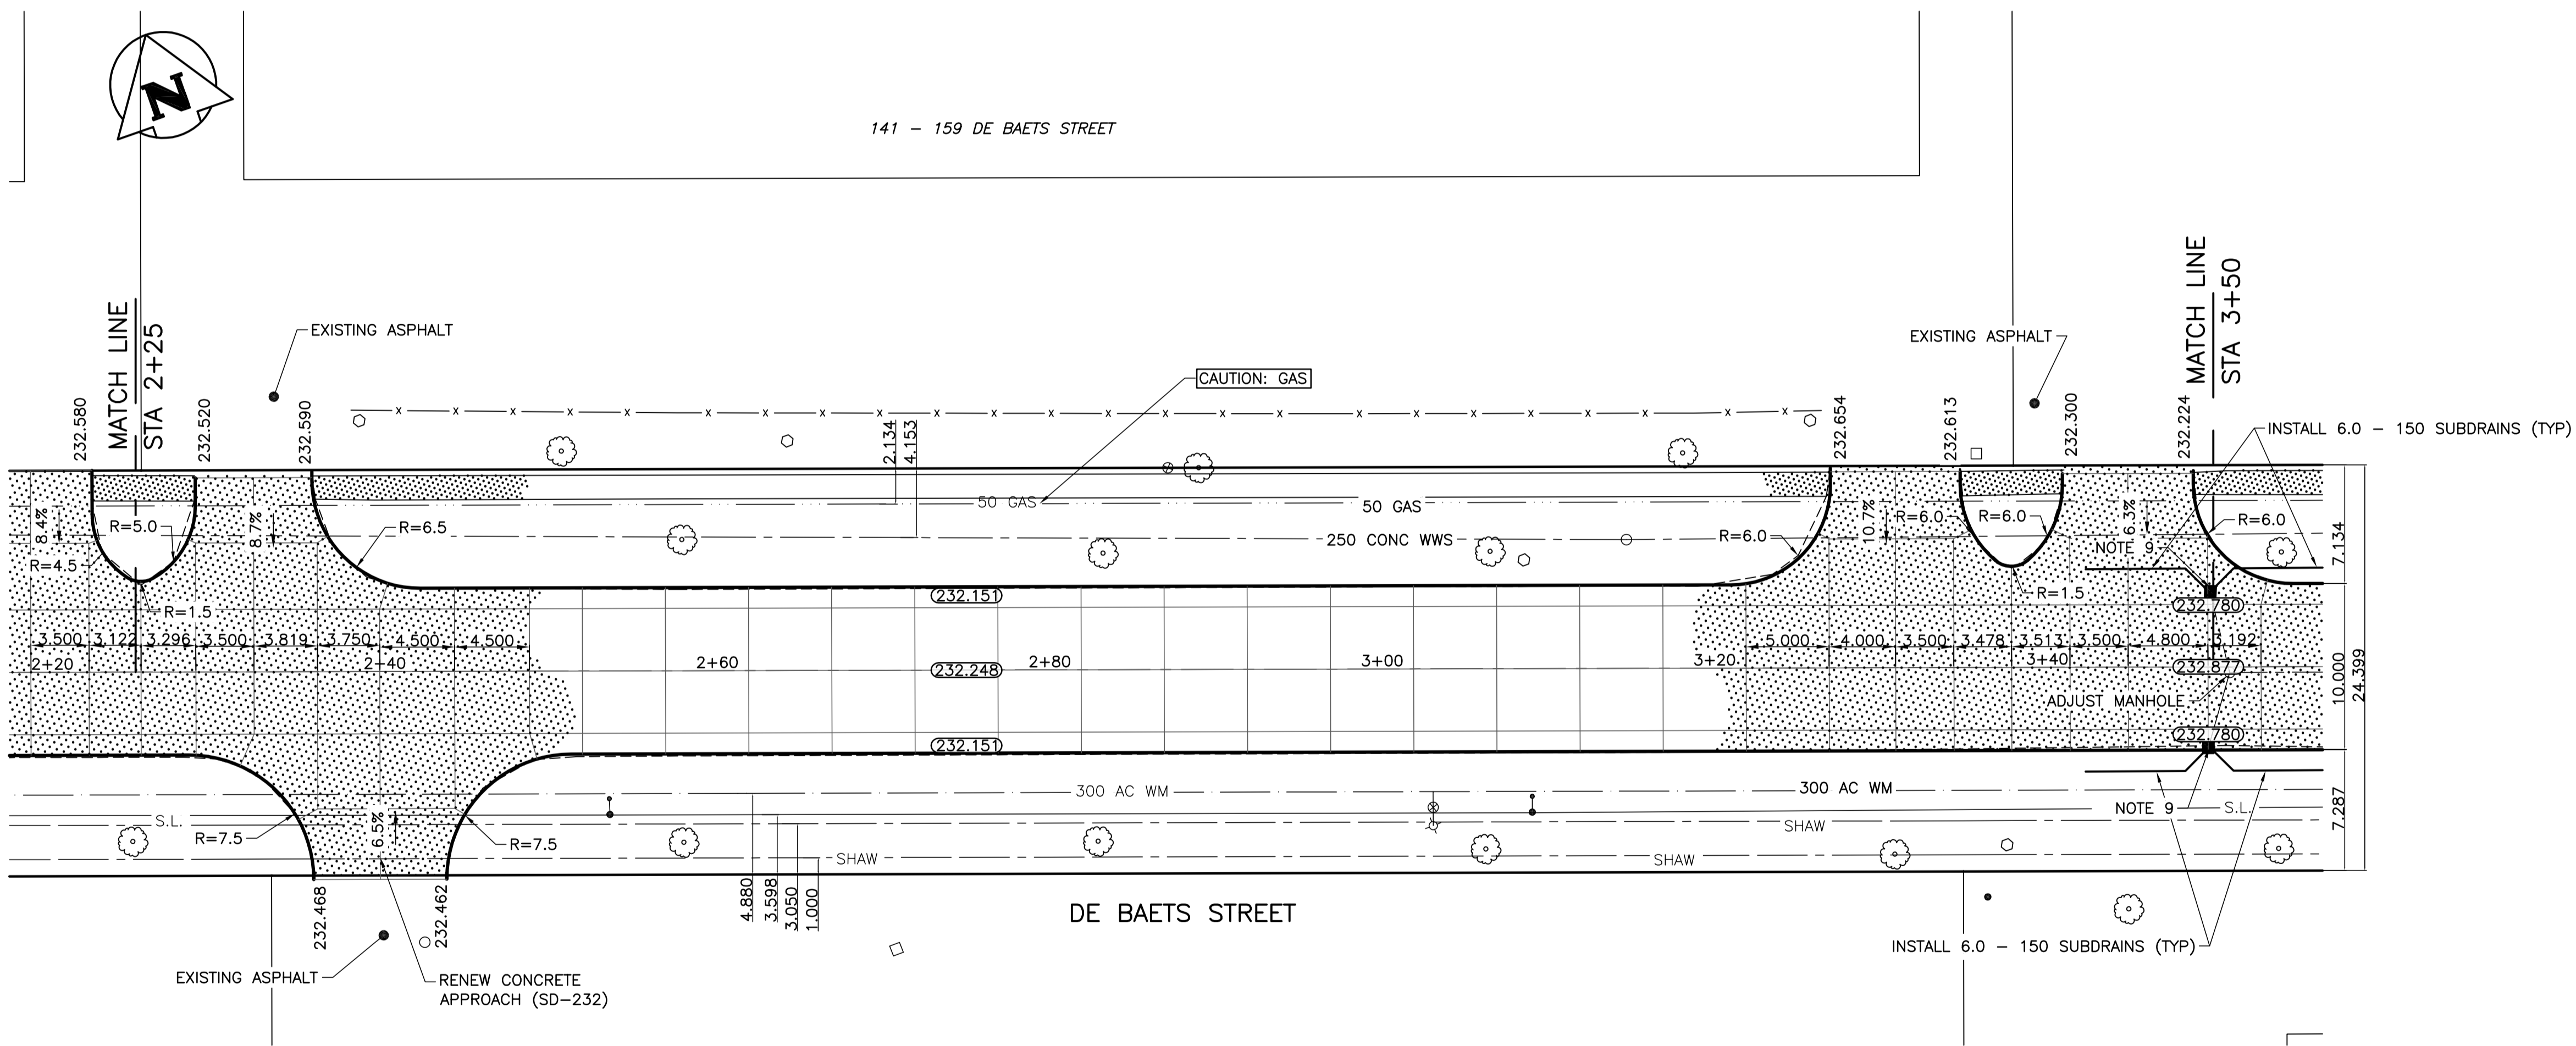 N
141 – 159 DE BAETS STREET
MATCH LINE
STA 2+25
MATCH LINE
STA 3+50
EXISTING ASPHALT
EXISTING ASPHALT
CAUTION: GAS
232.580
232.520
232.590
2.134
4.153
232.654
232.613
232.300
232.224
INSTALL 6.0 – 150 SUBDRAINS (TYP)
50 GAS
50 GAS
8.4%
R=5.0
8.7%
R=6.5
R=4.5
R=1.5
250 CONC WWS
R=6.0
10.7%
R=6.0
R=6.0
6.3%
R=6.0
NOTE 9
R=1.5
7.134
232.151
232.780
3.500
3.122
3.296
3.500
3.819
3.750
4.500
4.500
5.000
4.000
3.500
3.478
3.513
3.500
4.800
3.192
2+20
2+40
2+60
232.248
2+80
3+00
3+20
3+40
232.877
10.000
24.399
ADJUST MANHOLE
232.151
232.780
300 AC WM
300 AC WM
S.L.
6.5%
R=7.5
R=7.5
SHAW
SHAW
SHAW
NOTE 9
S.L.
7.287
232.468
232.462
4.880
3.598
3.050
1.000
DE BAETS STREET
INSTALL 6.0 – 150 SUBDRAINS (TYP)
EXISTING ASPHALT
RENEW CONCRETE
APPROACH (SD–232)